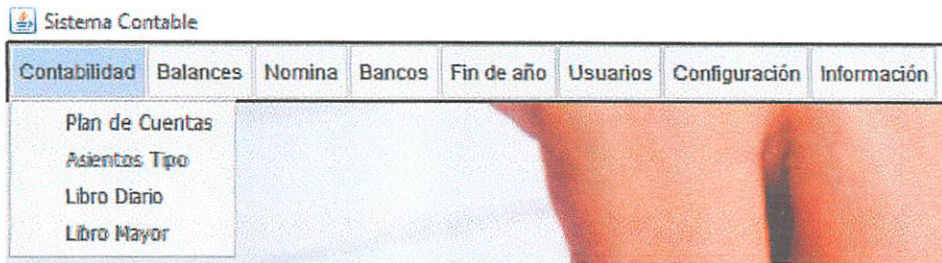 Sistema Contable
Contabilidad Balances Nomina Bancos Fin de año Usuarios Configuración Información
Plan de Cuentas
Asientos Tipo
Libro Diario
Libro Mayor